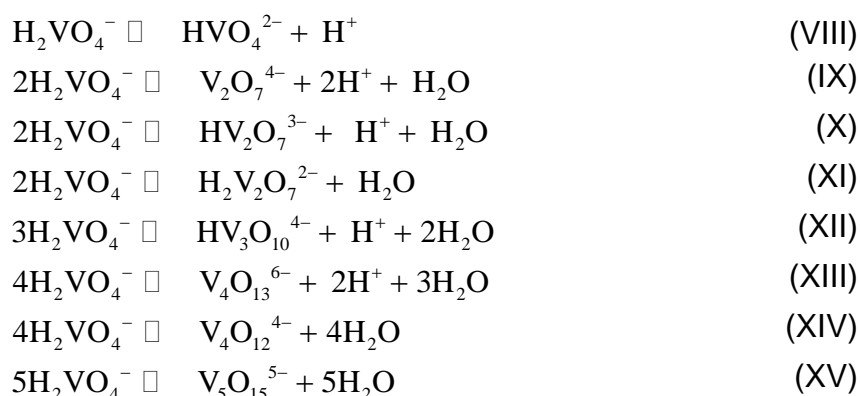 H₂VO₄⁻ □ HVO₄²⁻ + H⁺ (VIII)
2H₂VO₄⁻ □ V₂O₇⁴⁻ + 2H⁺ + H₂O (IX)
2H₂VO₄⁻ □ HV₂O₇³⁻ + H⁺ + H₂O (X)
2H₂VO₄⁻ □ H₂V₂O₇²⁻ + H₂O (XI)
3H₂VO₄⁻ □ HV₃O₁₀⁴⁻ + H⁺ + 2H₂O (XII)
4H₂VO₄⁻ □ V₄O₁₃⁶⁻ + 2H⁺ + 3H₂O (XIII)
4H₂VO₄⁻ □ V₄O₁₂⁴⁻ + 4H₂O (XIV)
5H₂VO₄⁻ □ V₅O₁₅⁵⁻ + 5H₂O (XV)